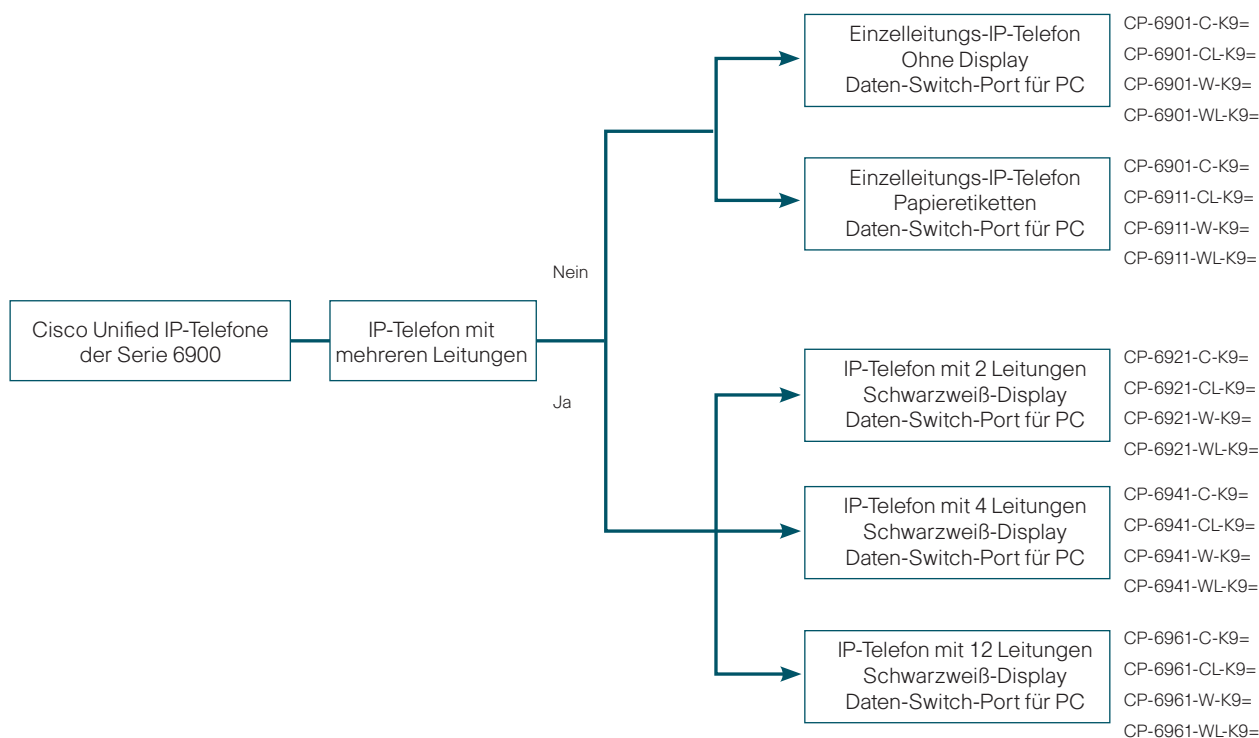 Cisco Unified IP-Telefone
der Serie 6900
IP-Telefon mit
mehreren Leitungen
Nein
Ja
Einzelleitungs-IP-Telefon
Ohne Display
Daten-Switch-Port für PC
CP-6901-C-K9=
CP-6901-CL-K9=
CP-6901-W-K9=
CP-6901-WL-K9=
Einzelleitungs-IP-Telefon
Papieretiketten
Daten-Switch-Port für PC
CP-6901-C-K9=
CP-6911-CL-K9=
CP-6911-W-K9=
CP-6911-WL-K9=
IP-Telefon mit 2 Leitungen
Schwarzweiß-Display
Daten-Switch-Port für PC
CP-6921-C-K9=
CP-6921-CL-K9=
CP-6921-W-K9=
CP-6921-WL-K9=
IP-Telefon mit 4 Leitungen
Schwarzweiß-Display
Daten-Switch-Port für PC
CP-6941-C-K9=
CP-6941-CL-K9=
CP-6941-W-K9=
CP-6941-WL-K9=
IP-Telefon mit 12 Leitungen
Schwarzweiß-Display
Daten-Switch-Port für PC
CP-6961-C-K9=
CP-6961-CL-K9=
CP-6961-W-K9=
CP-6961-WL-K9=